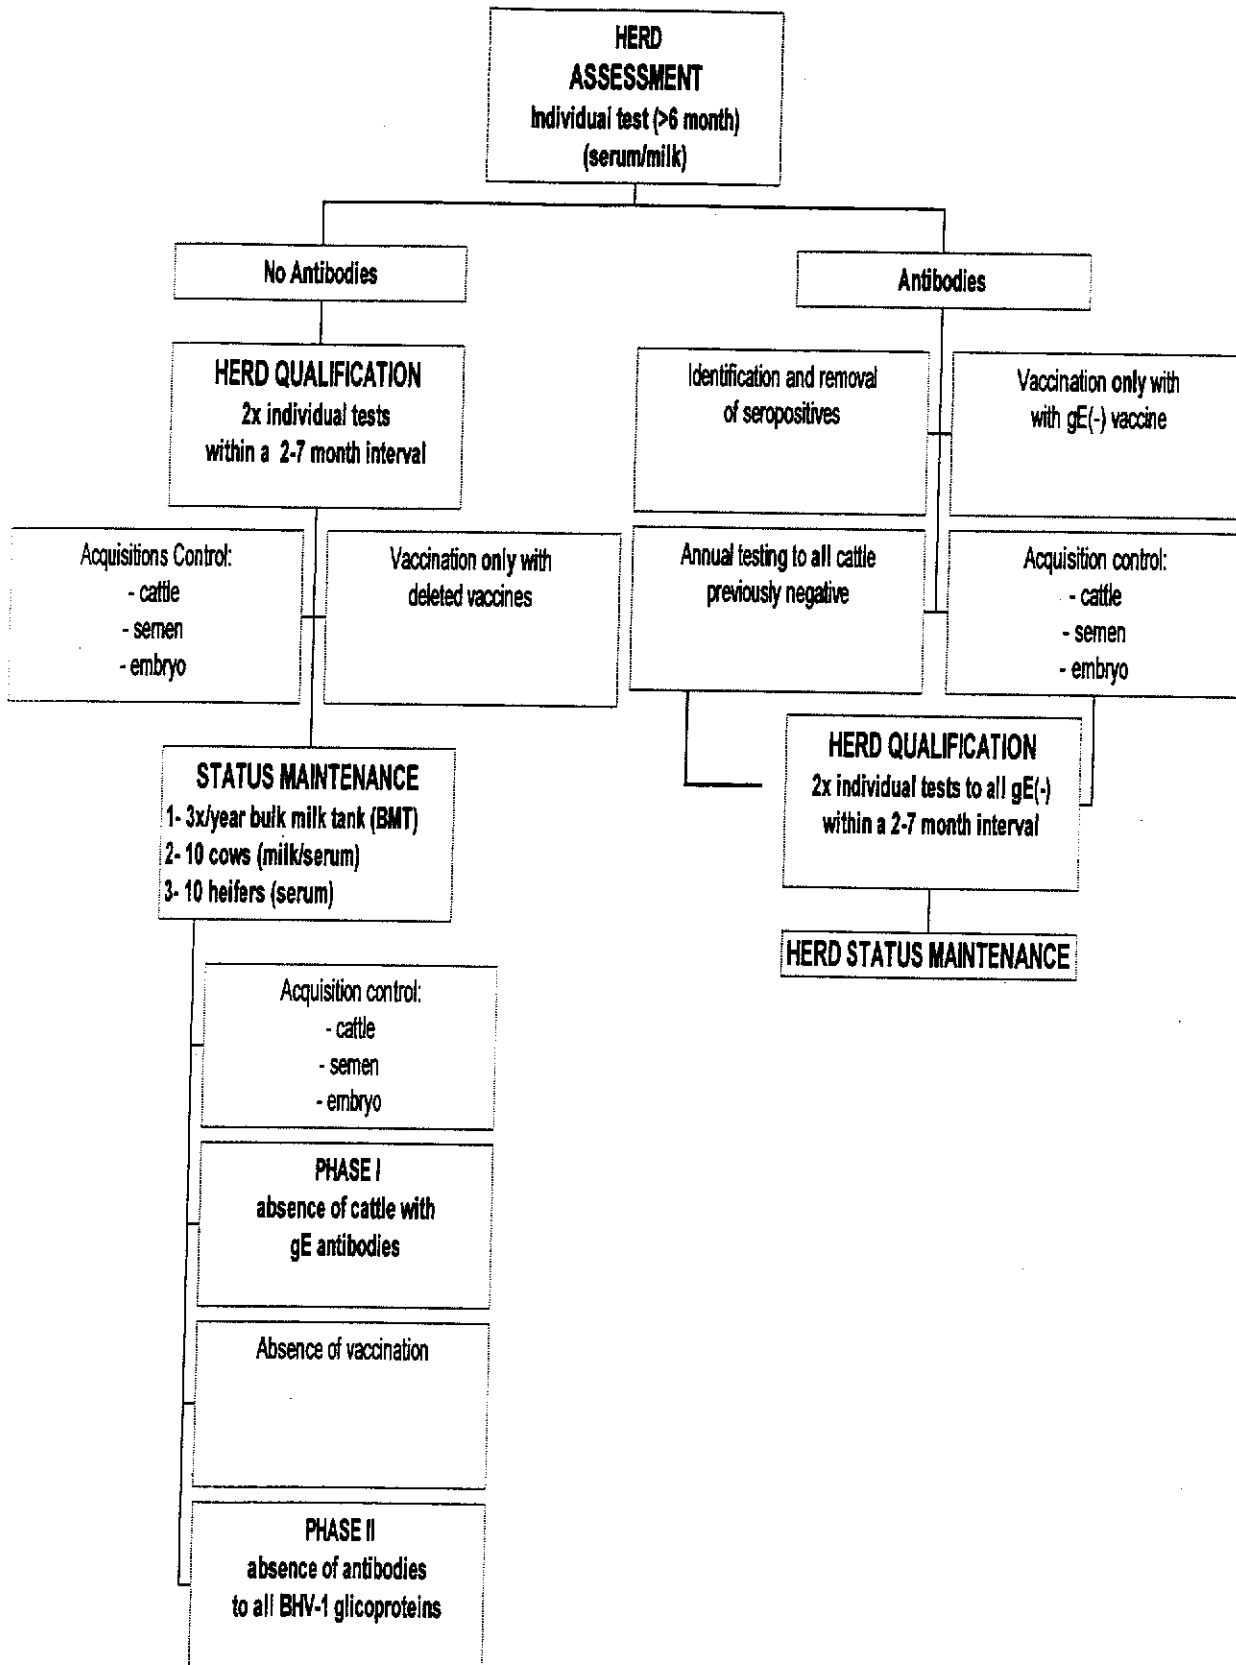 HERD
ASSESSMENT
Individual test (>6 month)
(serum/milk)
No Antibodies
Antibodies
HERD QUALIFICATION
2x individual tests
within a 2-7 month interval
Identification and removal
of seropositives
Vaccination only with
with gE(-) vaccine
Acquisitions Control:
- cattle
- semen
- embryo
Vaccination only with
deleted vaccines
Annual testing to all cattle
previously negative
Acquisition control:
- cattle
- semen
- embryo
STATUS MAINTENANCE
1- 3x/year bulk milk tank (BMT)
2- 10 cows (milk/serum)
3- 10 heifers (serum)
HERD QUALIFICATION
2x individual tests to all gE(-)
within a 2-7 month interval
HERD STATUS MAINTENANCE
Acquisition control:
- cattle
- semen
- embryo
PHASE I
absence of cattle with
gE antibodies
Absence of vaccination
PHASE II
absence of antibodies
to all BHV-1 glicoproteins